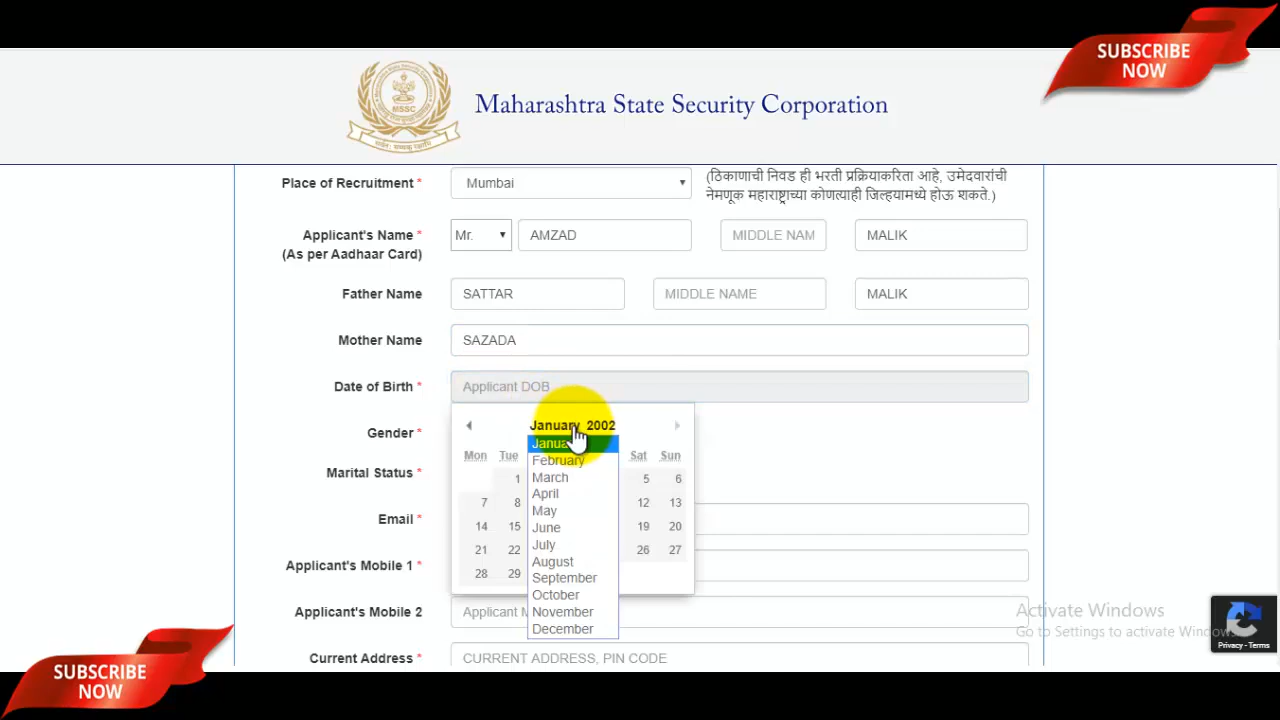 SUBSCRIBE
NOW
MSSC
Maharashtra State Security Corporation
Place of Recruitment *
Mumbai
(ठिकाणाची निवड ही भरती प्रक्रियाकरिता आहे, उमेदवारांची
नेमणूक महाराष्ट्राच्या कोणत्याही जिल्हयामध्ये होऊ शकते.)
Applicant's Name *
(As per Aadhaar Card)
Mr.
AMZAD
MIDDLE NAM
MALIK
Father Name
SATTAR
MIDDLE NAME
MALIK
Mother Name
SAZADA
Date of Birth *
Applicant DOB
January 2002
Gender *
Marital Status *
Email *
Applicant's Mobile 1 *
Applicant's Mobile 2
Applicant M
Current Address *
CURRENT ADDRESS, PIN CODE
Mon Tue Sat Sun
1 5 6
7 8 12 13
14 15 19 20
21 22 26 27
28 29
Janua
February
March
April
May
June
July
August
September
October
November
December
Activate Windows
Go to Settings to activate Windows
Privacy - Terms
SUBSCRIBE
NOW